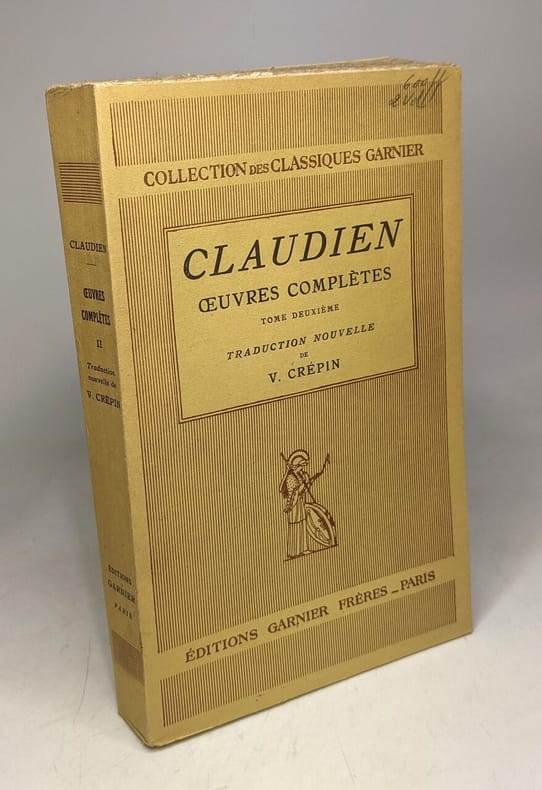 COLLECTION DES CLASSIQUES GARNIER
CLAUDIEN
ŒUVRES COMPLÈTES
TOME DEUXIÈME
TRADUCTION NOUVELLE
DE
V. CRÉPIN
ÉDITIONS GARNIER FRÈRES _ PARIS
CLAUDIEN
ŒUVRES
COMPLÈTES
II
Traduction
nouvelle de
V. CRÉPIN
ÉDITIONS
GARNIER
PARIS